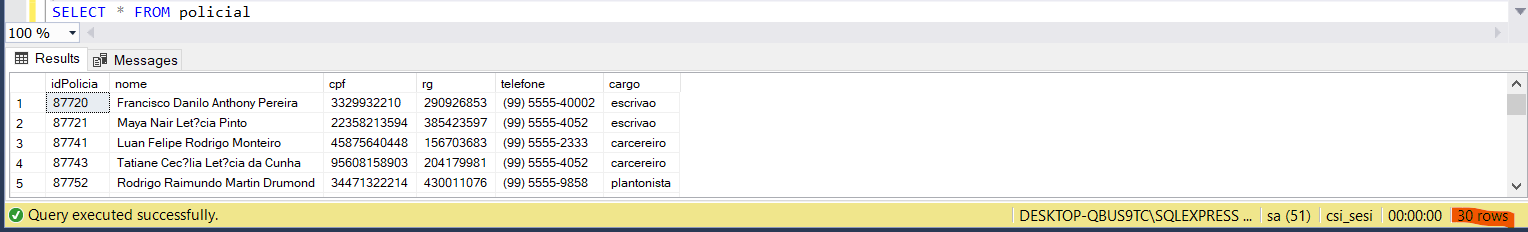 SELECT * FROM policial
100 %
Results Messages
idPolicia nome cpf rg telefone cargo
1 87720 Francisco Danilo Anthony Pereira 3329932210 290926853 (99) 5555-40002 escrivao
2 87721 Maya Nair Let?cia Pinto 22358213594 385423597 (99) 5555-4052 escrivao
3 87741 Luan Felipe Rodrigo Monteiro 45875640448 156703683 (99) 5555-2333 carcereiro
4 87743 Tatiane Cec?lia Let?cia da Cunha 95608158903 204179981 (99) 5555-4052 carcereiro
5 87752 Rodrigo Raimundo Martin Drumond 34471322214 430011076 (99) 5555-9858 plantonista
Query executed successfully. DESKTOP-QBUS9TC\SQLEXPRESS ... sa (51) csi_sesi 00:00:00 30 rows